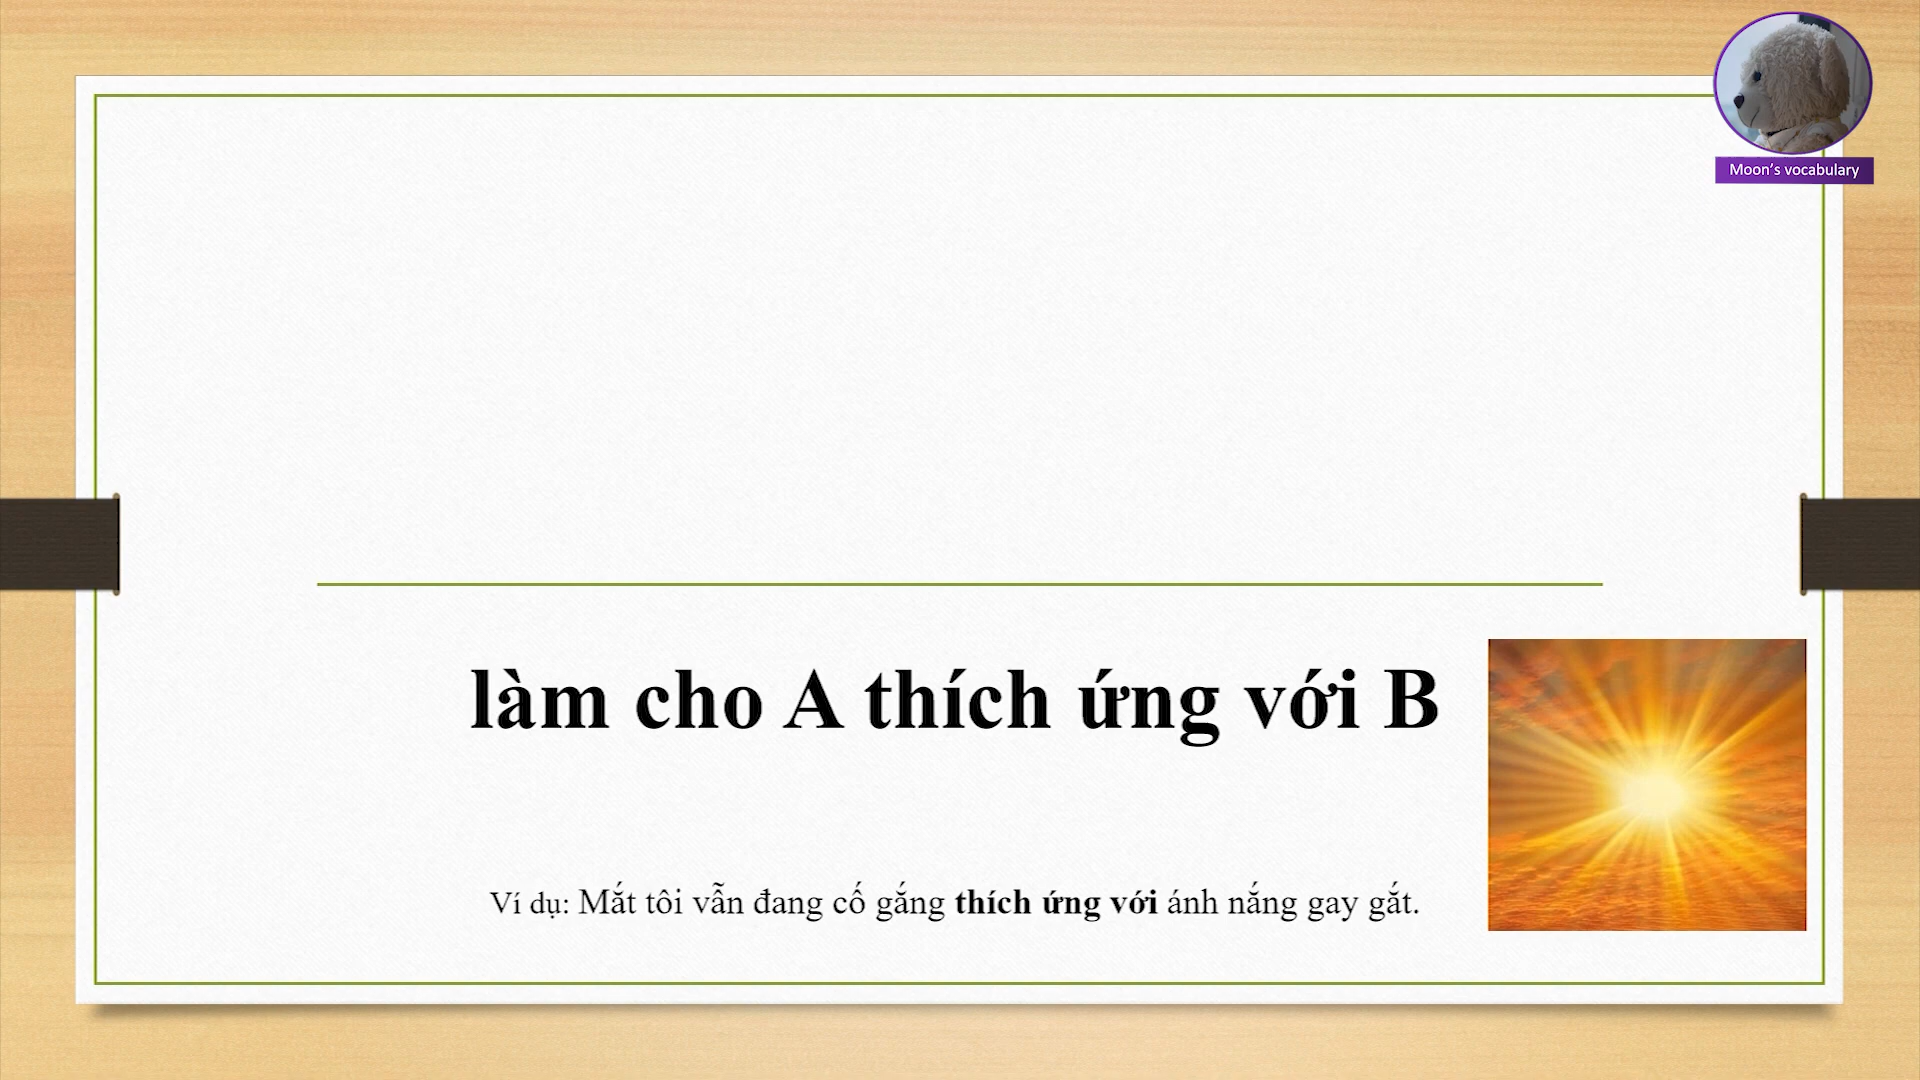 Moon's vocabulary
làm cho A thích ứng với B
Ví dụ: Mắt tôi vẫn đang cố gắng thích ứng với ánh nắng gay gắt.